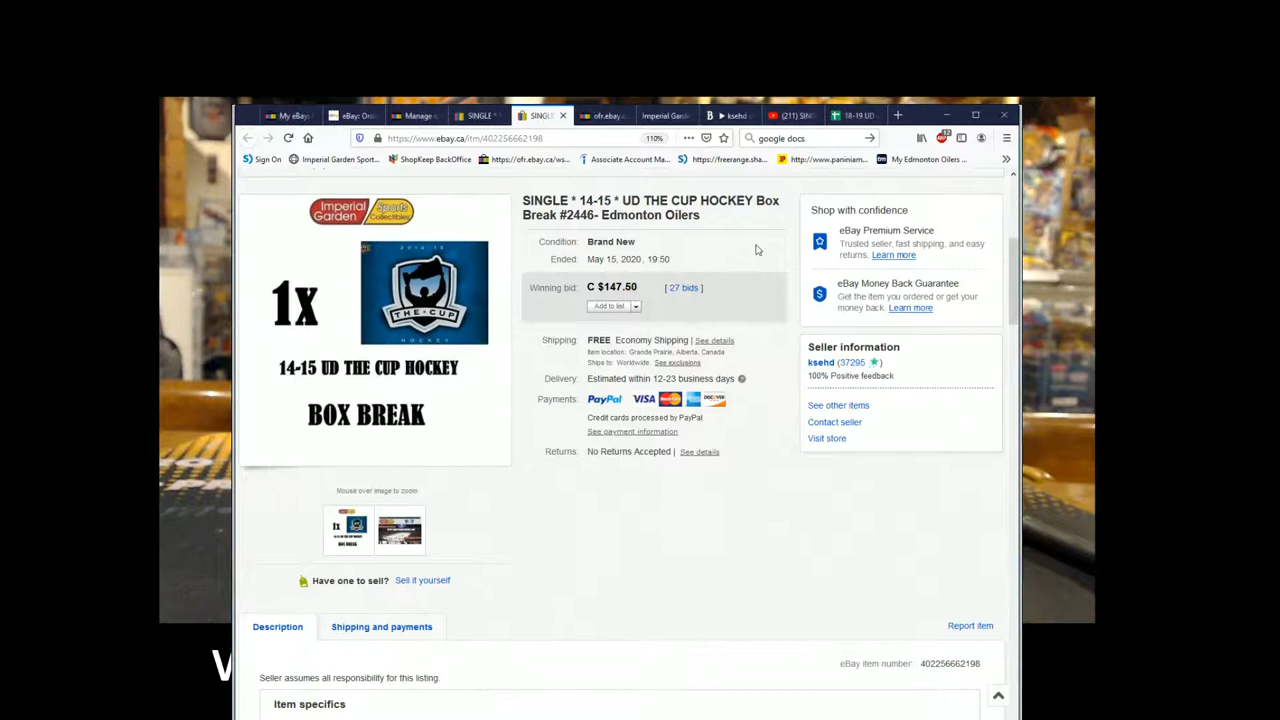 My eBay
eBay: Ord
Manage
SINGLE *
SINGL
ofr.ebay.c
Imperial Garde
ksehd
(211) SIN
18-19 UD
https://www.ebay.ca/itm/402256662198
110%
google docs
Sign On
Imperial Garden Sport...
ShopKeep BackOffice
https://ofr.ebay.ca/ws...
Associate Account Ma...
https://freerange.sha...
http://www.paniniam...
My Edmonton Oilers ...
Imperial Garden Sports Collectibles
1x
2014-15
THE CUP
HOCKEY
14-15 UD THE CUP HOCKEY
BOX BREAK
Mouse over image to zoom
Have one to sell? Sell it yourself
SINGLE * 14-15 * UD THE CUP HOCKEY Box
Break #2446- Edmonton Oilers
Condition: Brand New
Ended: May 15, 2020 , 19:50
Winning bid: C $147.50 [ 27 bids ]
Add to list
Shipping: FREE Economy Shipping | See details
Item location: Grande Prairie, Alberta, Canada
Ships to: Worldwide. See exclusions
Delivery: Estimated within 12-23 business days
Payments: PayPal VISA MasterCard DISCOVER
Credit cards processed by PayPal
See payment information
Returns: No Returns Accepted | See details
Shop with confidence
eBay Premium Service
Trusted seller, fast shipping, and easy
returns. Learn more
eBay Money Back Guarantee
Get the item you ordered or get your
money back. Learn more
Seller information
ksehd (37295)
100% Positive feedback
See other items
Contact seller
Visit store
Description
Shipping and payments
Report item
eBay item number: 402256662198
Seller assumes all responsibility for this listing.
Item specifics